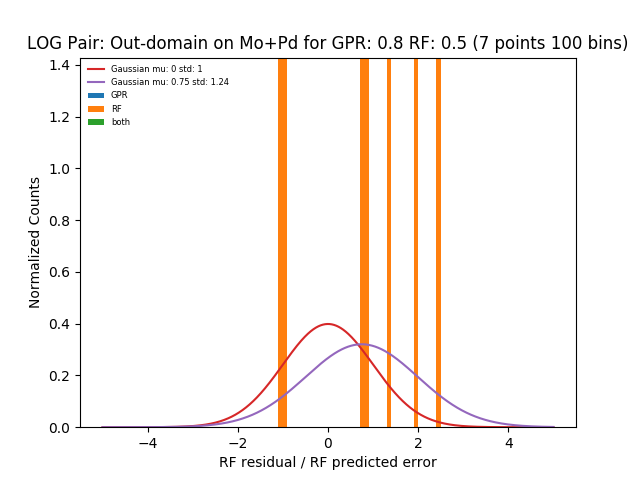 LOG Pair: Out-domain on Mo+Pd for GPR: 0.8 RF: 0.5 (7 points 100 bins)
Gaussian mu: 0 std: 1
Gaussian mu: 0.75 std: 1.24
GPR
RF
both
1.4
1.2
1.0
0.8
0.6
0.4
0.2
0.0
Normalized Counts
−4 −2 0 2 4
RF residual / RF predicted error